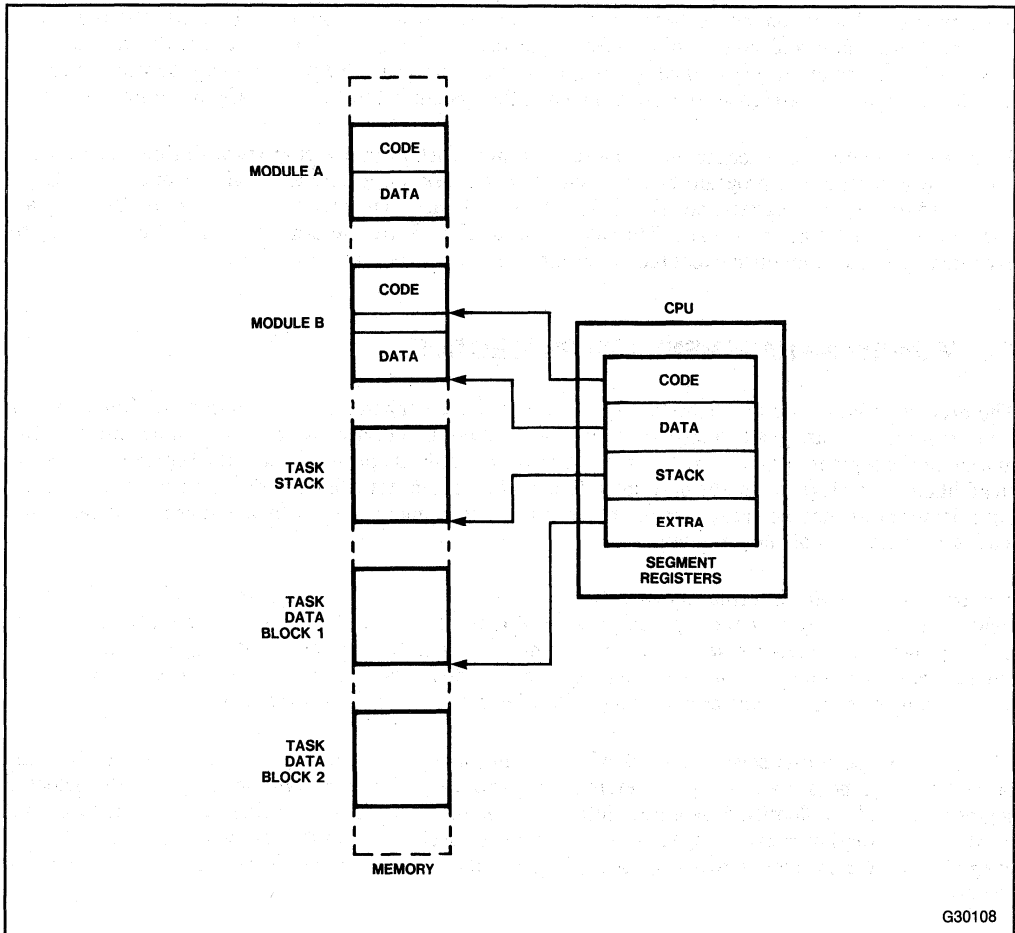 MODULE A
CODE
DATA
MODULE B
CODE
DATA
TASK
STACK
TASK
DATA
BLOCK 1
TASK
DATA
BLOCK 2
MEMORY
CPU
CODE
DATA
STACK
EXTRA
SEGMENT
REGISTERS
G30108